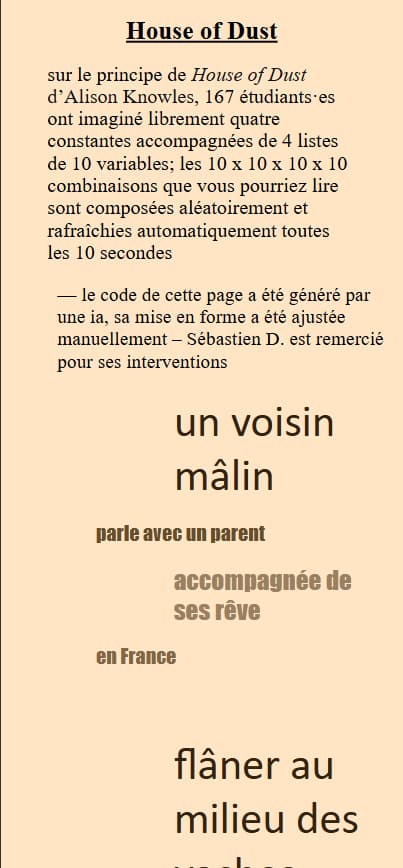 House of Dust
sur le principe de House of Dust
d’Alison Knowles, 167 étudiants·es
ont imaginé librement quatre
constantes accompagnées de 4 listes
de 10 variables; les 10 x 10 x 10 x 10
combinaisons que vous pourriez lire
sont composées aléatoirement et
rafraîchies automatiquement toutes
les 10 secondes
— le code de cette page a été généré par
une ia, sa mise en forme a été ajustée
manuellement – Sébastien D. est remercié
pour ses interventions
un voisin
mâlin
parle avec un parent
accompagnée de
ses rêve
en France
flâner au
milieu des